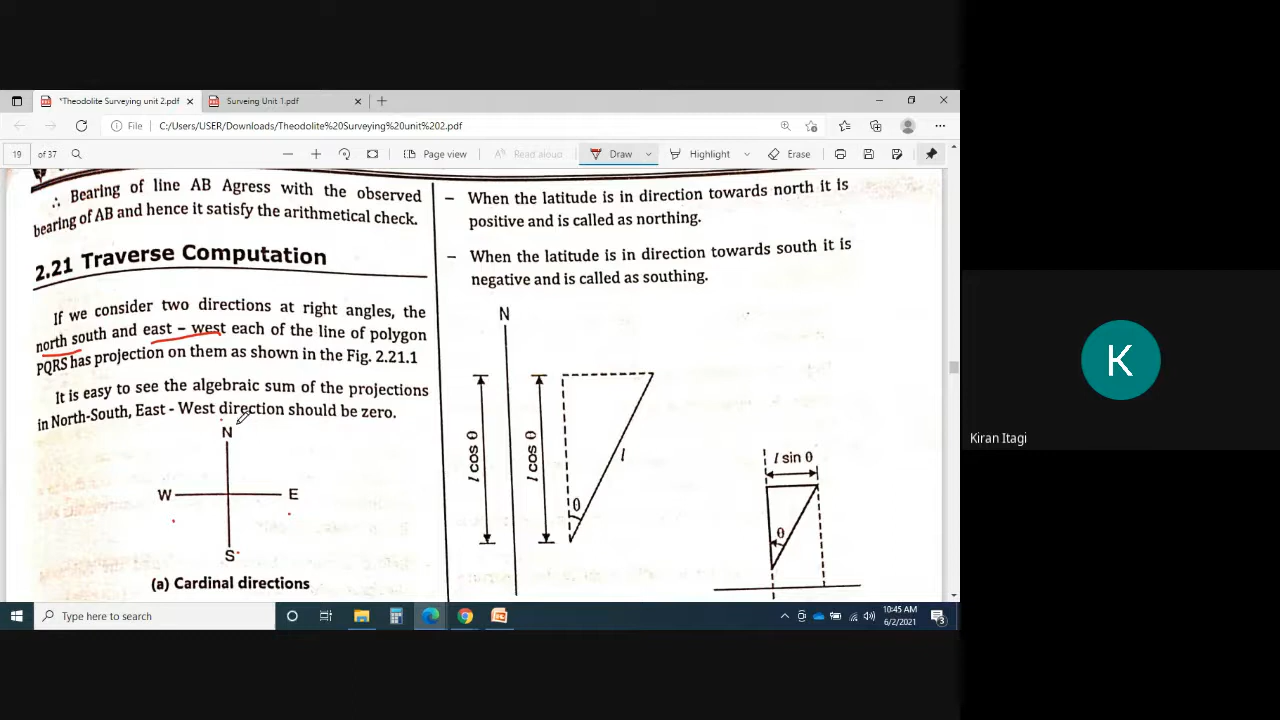 *Theodolite Surveying unit 2.pdf
Surveing Unit 1.pdf
File
C:/Users/USER/Downloads/Theodolite%20Surveying%20unit%202.pdf
19 of 37
Page view
Read aloud
Draw
Highlight
Erase
∴ Bearing of line AB Agress with the observed
bearing of AB and hence it satisfy the arithmetical check.
2.21 Traverse Computation
If we consider two directions at right angles, the
north south and east – west each of the line of polygon
PQRS has projection on them as shown in the Fig. 2.21.1
It is easy to see the algebraic sum of the projections
in North-South, East - West direction should be zero.
N
W
E
S
(a) Cardinal directions
– When the latitude is in direction towards north it is
positive and is called as northing.
– When the latitude is in direction towards south it is
negative and is called as southing.
N
l cos θ
l cos θ
l
θ
l sin θ
θ
K
Kiran Itagi
Type here to search
10:45 AM
6/2/2021
3